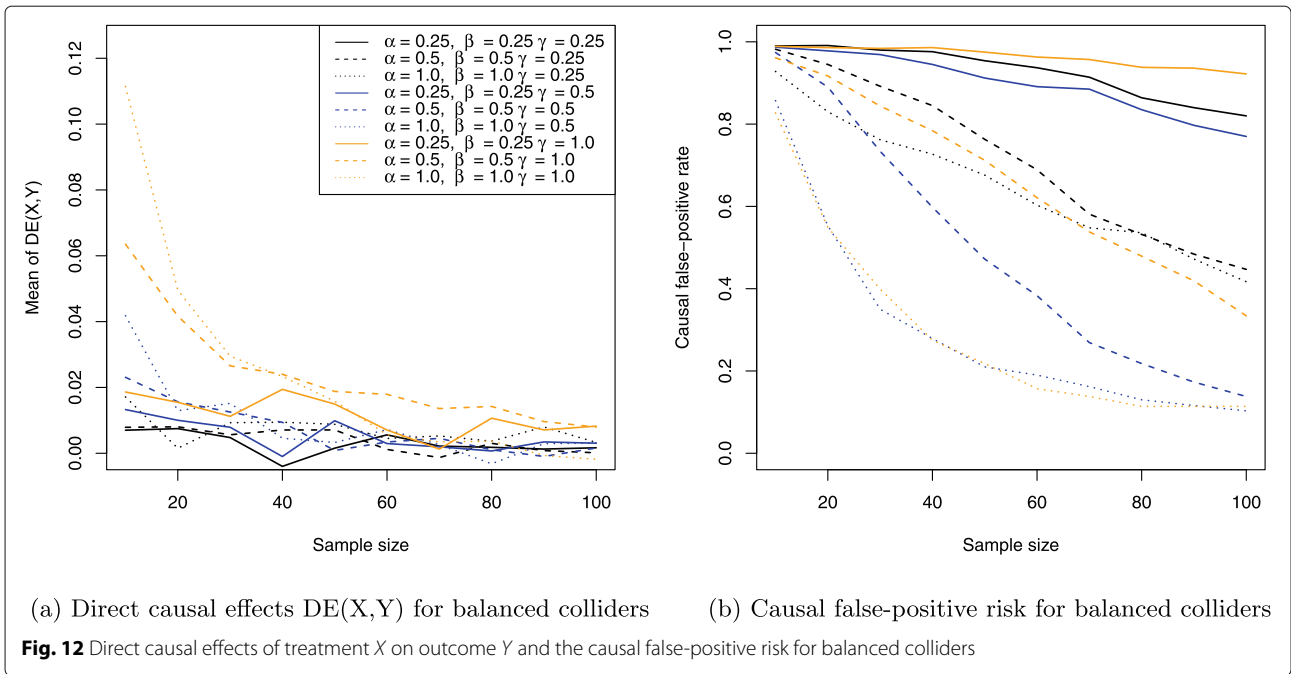 α = 0.25, β = 0.25 γ = 0.25
α = 0.5, β = 0.5 γ = 0.25
α = 1.0, β = 1.0 γ = 0.25
α = 0.25, β = 0.25 γ = 0.5
α = 0.5, β = 0.5 γ = 0.5
α = 1.0, β = 1.0 γ = 0.5
α = 0.25, β = 0.25 γ = 1.0
α = 0.5, β = 0.5 γ = 1.0
α = 1.0, β = 1.0 γ = 1.0
Mean of DE(X,Y)
0.12
0.10
0.08
0.06
0.04
0.02
0.00
20 40 60 80 100
Sample size
(a) Direct causal effects DE(X,Y) for balanced colliders
Causal false−positive rate
1.0
0.8
0.6
0.4
0.2
0.0
20 40 60 80 100
Sample size
(b) Causal false-positive risk for balanced colliders
Fig. 12 Direct causal effects of treatment X on outcome Y and the causal false-positive risk for balanced colliders